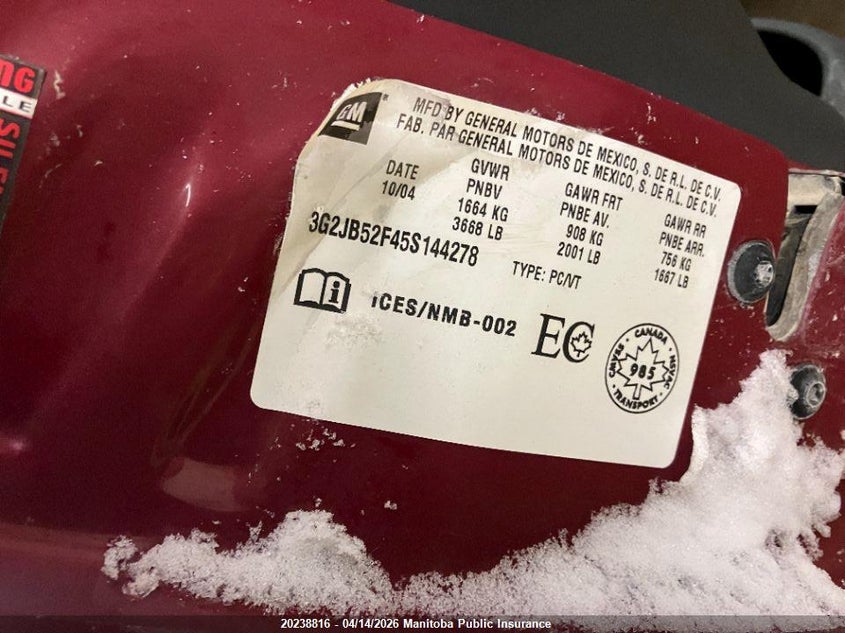 NG
LE
GM
MFD BY GENERAL MOTORS DE MEXICO, S. DE R.L. DE C.V.
FAB. PAR GENERAL MOTORS DE MEXICO, S. DE R.L. DE C.V.
DATE GVWR GAWR FRT GAWR RR
10/04 PNBV PNBE AV. PNBE ARR.
1664 KG 908 KG 756 KG
3668 LB 2001 LB 1667 LB
3G2JB52F45S144278 TYPE: PC/VT
ICES/NMB-002 EC
CANADA
985
TRANSPORT
20238816 - 04/14/2026 Manitoba Public Insurance